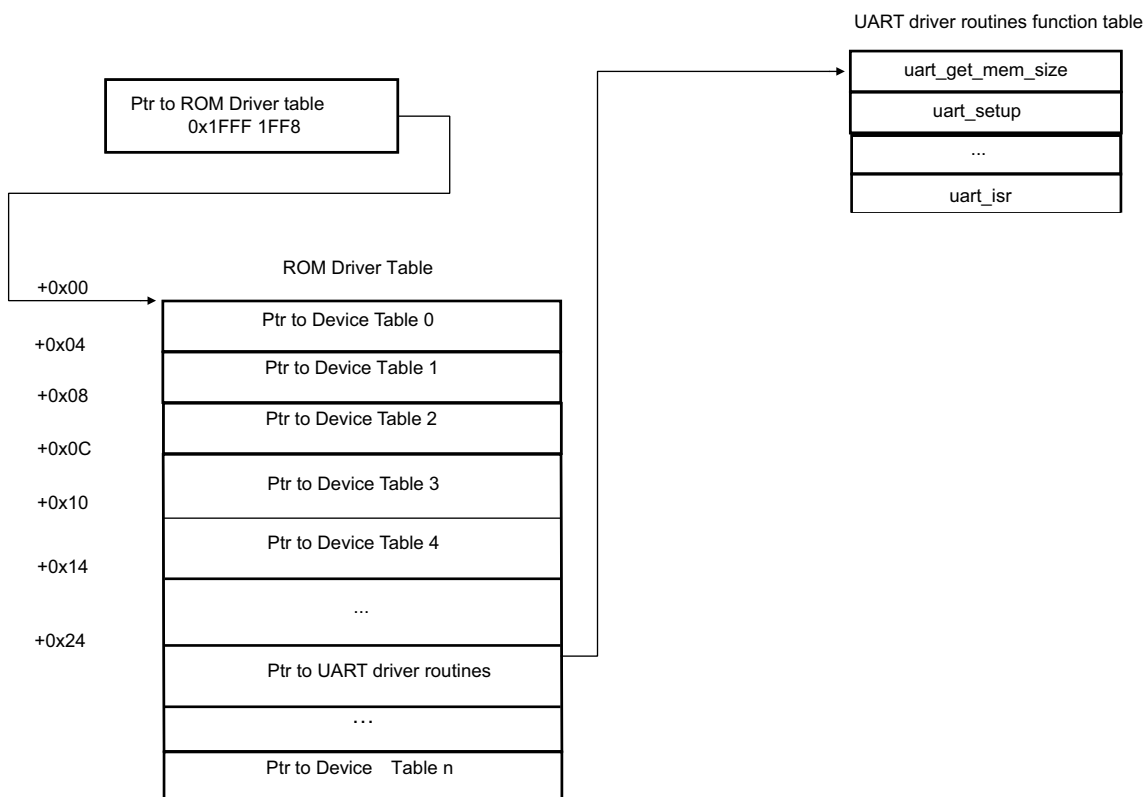 UART driver routines function table
uart_get_mem_size
uart_setup
...
uart_isr
Ptr to ROM Driver table
0x1FFF 1FF8
ROM Driver Table
+0x00
Ptr to Device Table 0
+0x04
Ptr to Device Table 1
+0x08
Ptr to Device Table 2
+0x0C
Ptr to Device Table 3
+0x10
Ptr to Device Table 4
+0x14
...
+0x24
Ptr to UART driver routines
...
Ptr to Device Table n